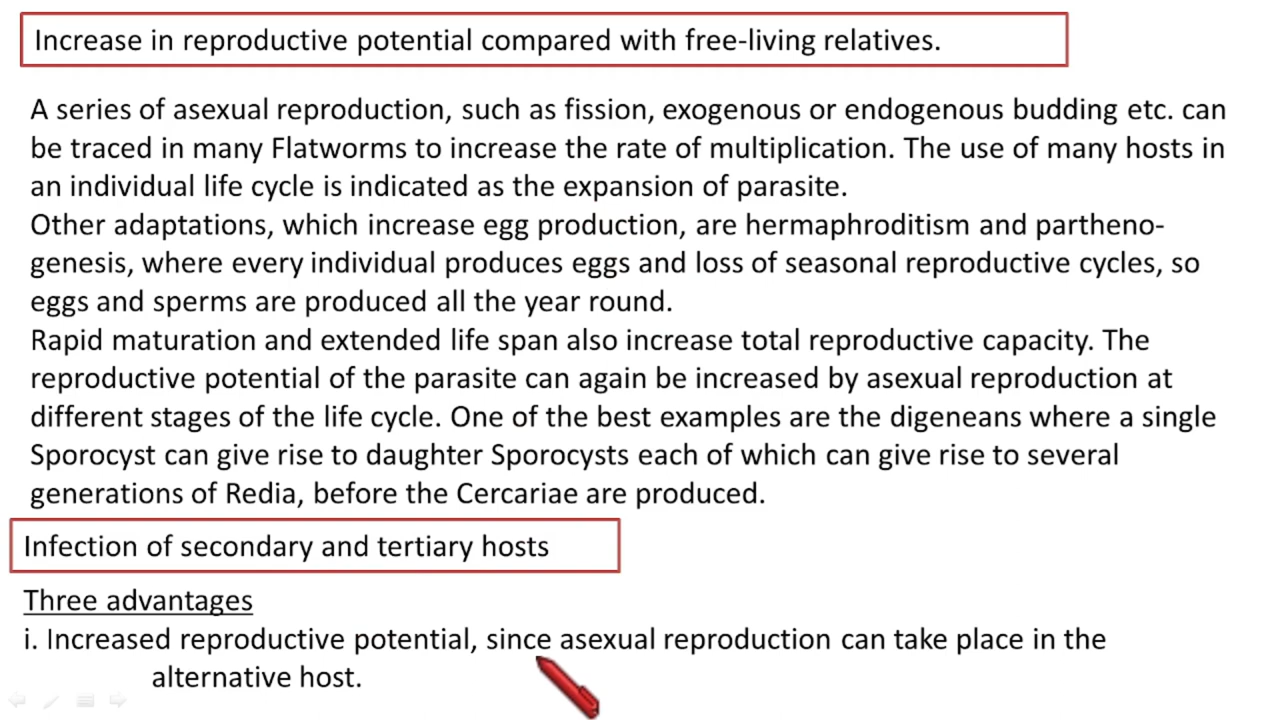 Increase in reproductive potential compared with free-living relatives.
A series of asexual reproduction, such as fission, exogenous or endogenous budding etc. can
be traced in many Flatworms to increase the rate of multiplication. The use of many hosts in
an individual life cycle is indicated as the expansion of parasite.
Other adaptations, which increase egg production, are hermaphroditism and partheno-
genesis, where every individual produces eggs and loss of seasonal reproductive cycles, so
eggs and sperms are produced all the year round.
Rapid maturation and extended life span also increase total reproductive capacity. The
reproductive potential of the parasite can again be increased by asexual reproduction at
different stages of the life cycle. One of the best examples are the digeneans where a single
Sporocyst can give rise to daughter Sporocysts each of which can give rise to several
generations of Redia, before the Cercariae are produced.
Infection of secondary and tertiary hosts
Three advantages
i. Increased reproductive potential, since asexual reproduction can take place in the
alternative host.